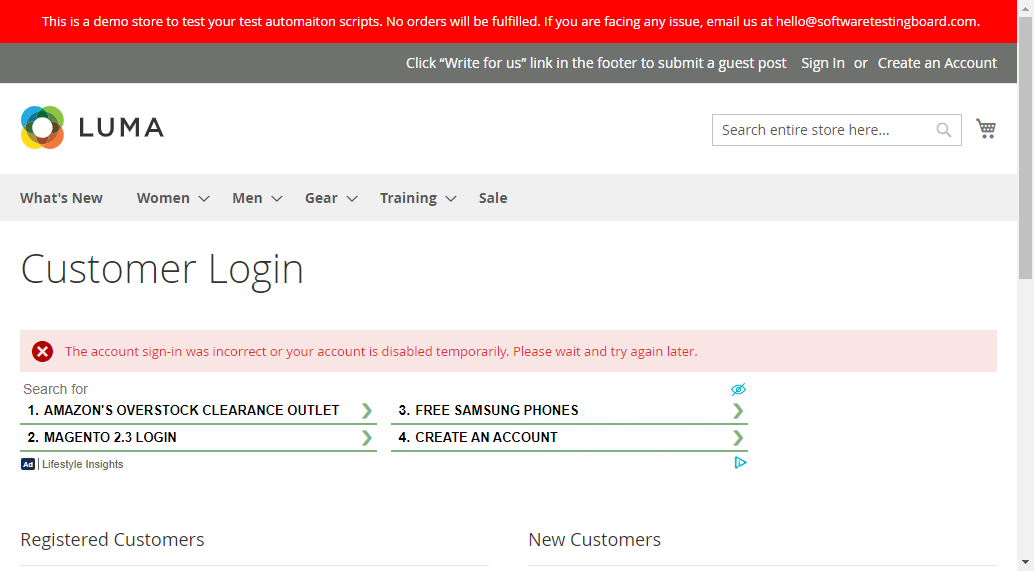 This is a demo store to test your test automaiton scripts. No orders will be fulfilled. If you are facing any issue, email us at hello@softwaretestingboard.com.
Click “Write for us” link in the footer to submit a guest post Sign In or Create an Account
LUMA
Search entire store here...
What's New Women Men Gear Training Sale
Customer Login
The account sign-in was incorrect or your account is disabled temporarily. Please wait and try again later.
Search for
1. AMAZON'S OVERSTOCK CLEARANCE OUTLET
2. MAGENTO 2.3 LOGIN
3. FREE SAMSUNG PHONES
4. CREATE AN ACCOUNT
Ad | Lifestyle Insights
Registered Customers
New Customers